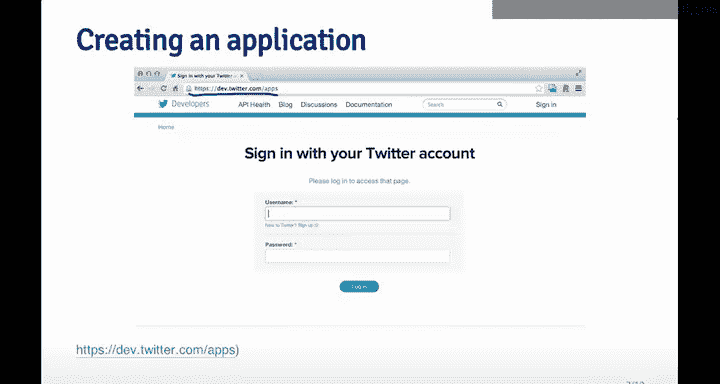 Creating an application
Sign in with your Twitter
https://dev.twitter.com/apps
Developers API Health Blog Discussions Documentation Search Sign in
Home
Sign in with your Twitter account
Please log in to access that page.
Username: *
New to Twitter? Sign up
Password: *
Log in
https://dev.twitter.com/apps)